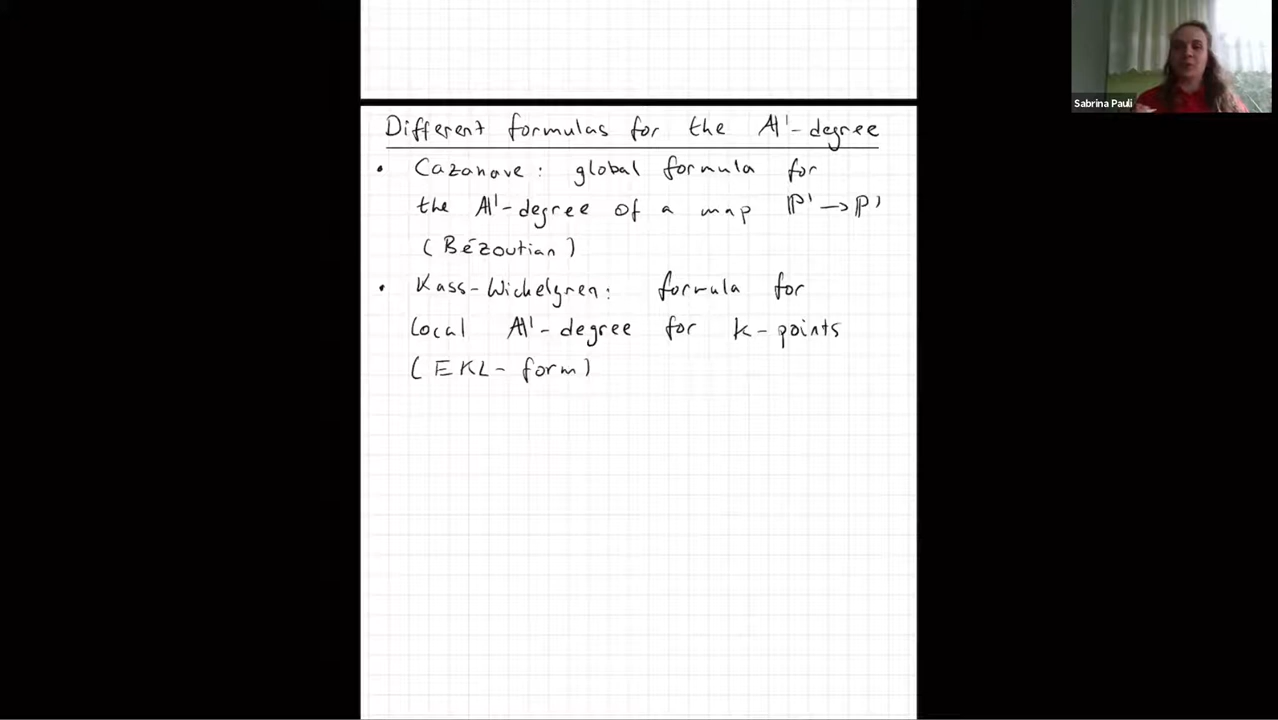 Different formulas for the 𝔸¹-degree
• Cazanave: global formula for
the 𝔸¹-degree of a map ℙ¹→ℙ¹
(Bézoutian)
• Kass-Wickelgren: formula for
local 𝔸¹-degree for k-points
(EKL-form)
Sabrina Pauli